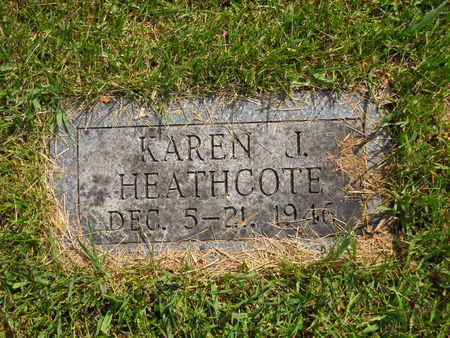 KAREN J.
HEATHCOTE
DEC. 5-21, 1946